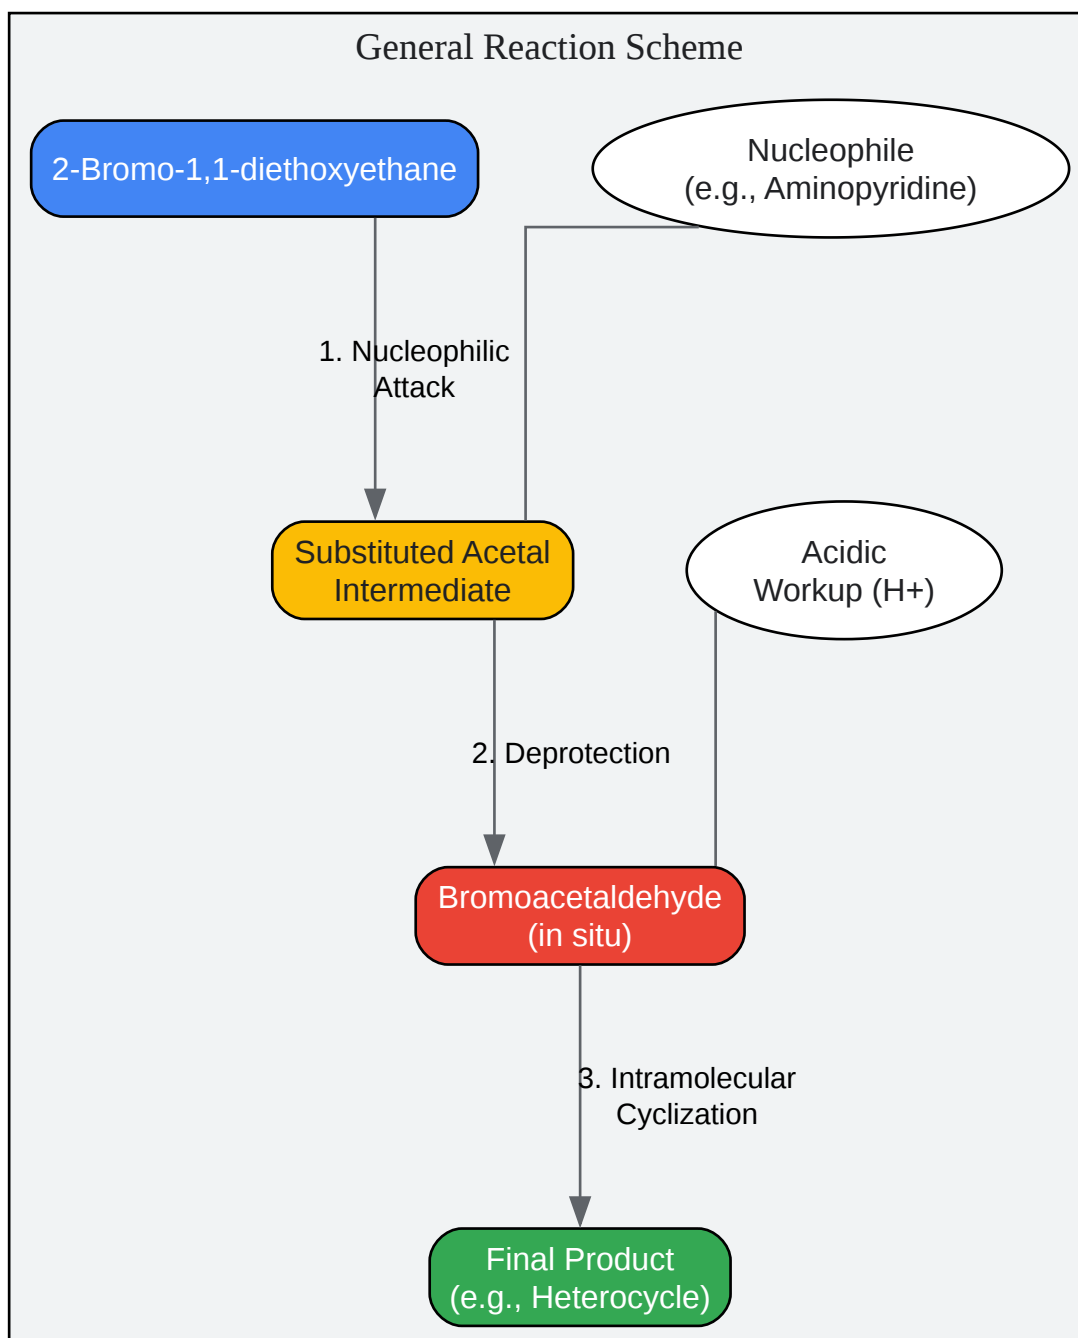 General Reaction Scheme
2-Bromo-1,1-diethoxyethane
Nucleophile
(e.g., Aminopyridine)
1. Nucleophilic
Attack
Substituted Acetal
Intermediate
Acidic
Workup (H+)
2. Deprotection
Bromoacetaldehyde
(in situ)
3. Intramolecular
Cyclization
Final Product
(e.g., Heterocycle)